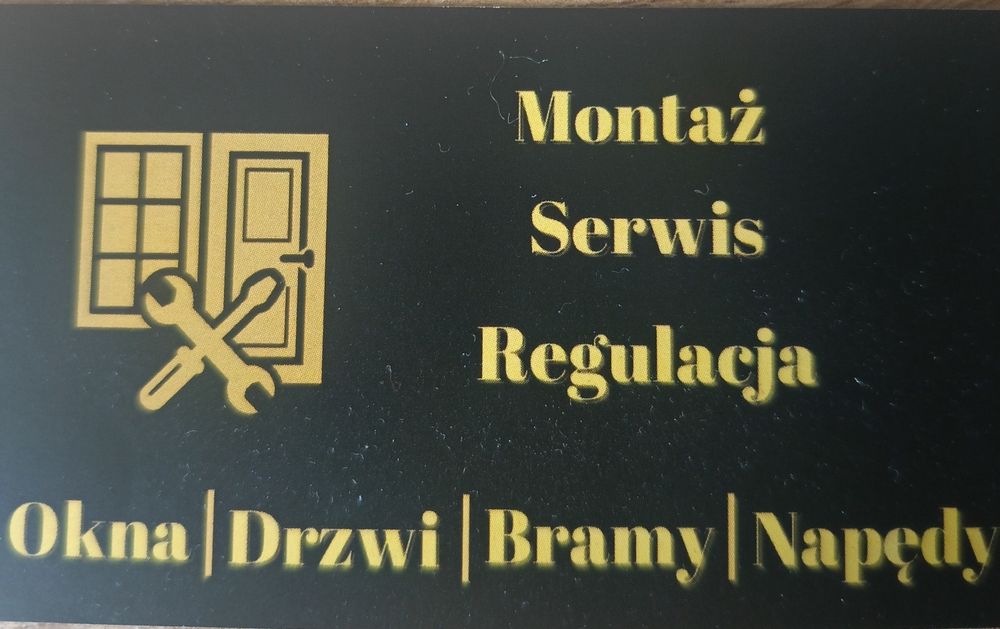 Montaż
Serwis
Regulacja
Okna|Drzwi|Bramy|Napędy